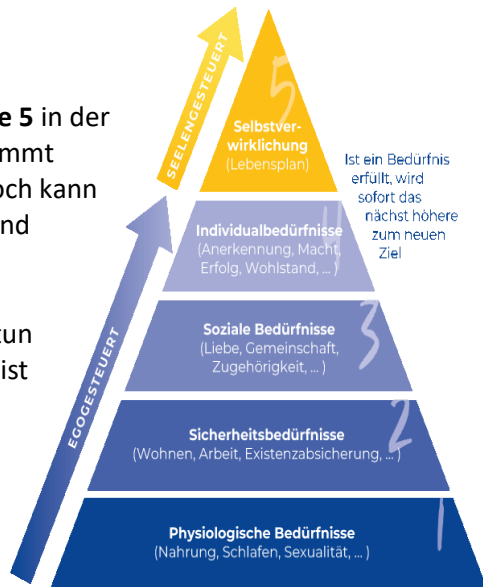 e 5 in der
mmt
och kann
nd
tun
ist
SEELENGESTEUERT
EGOGESTEUERT
5
Selbstver-
wirklichung
(Lebensplan)
Ist ein Bedürfnis
erfüllt, wird
sofort das
nächst höhere
zum neuen
Ziel
4
Individualbedürfnisse
(Anerkennung, Macht,
Erfolg, Wohlstand, ... )
3
Soziale Bedürfnisse
(Liebe, Gemeinschaft,
Zugehörigkeit, ... )
2
Sicherheitsbedürfnisse
(Wohnen, Arbeit, Existenzabsicherung, ... )
1
Physiologische Bedürfnisse
(Nahrung, Schlafen, Sexualität, ... )